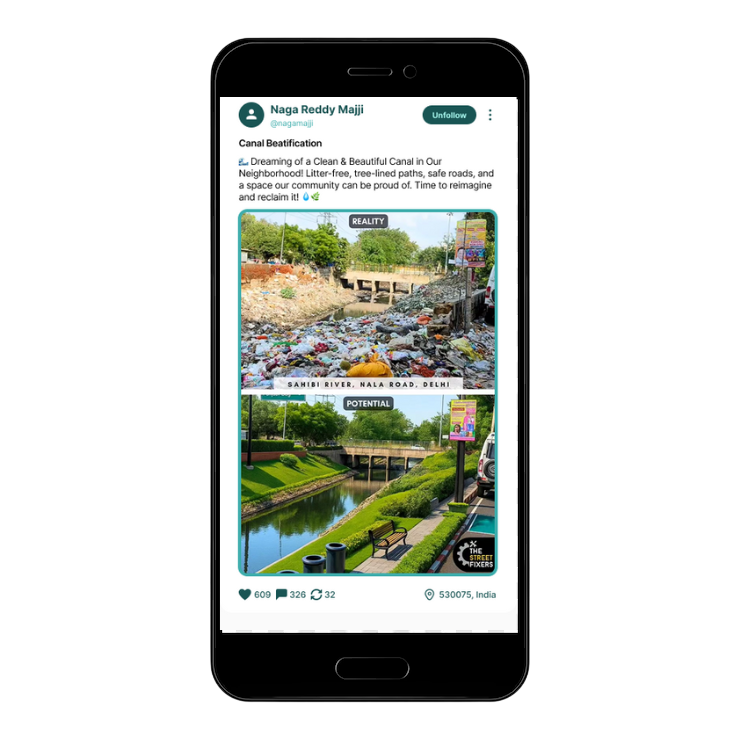 Naga Reddy Majji
@nagamajji
Unfollow
Canal Beatification
🌊 Dreaming of a Clean & Beautiful Canal in Our
Neighborhood! Litter-free, tree-lined paths, safe roads, and
a space our community can be proud of. Time to reimagine
and reclaim it! 💧🌿
REALITY
SAHIBI RIVER, NALA ROAD, DELHI
POTENTIAL
THE
STREET
FIXERS
609 326 32
530075, India